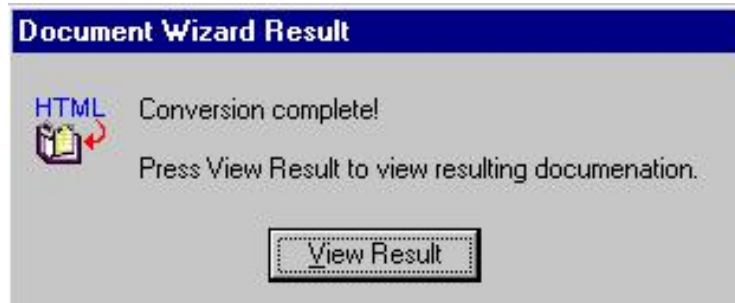 Document Wizard Result
HTML
Conversion complete!
Press View Result to view resulting documenation.
View Result